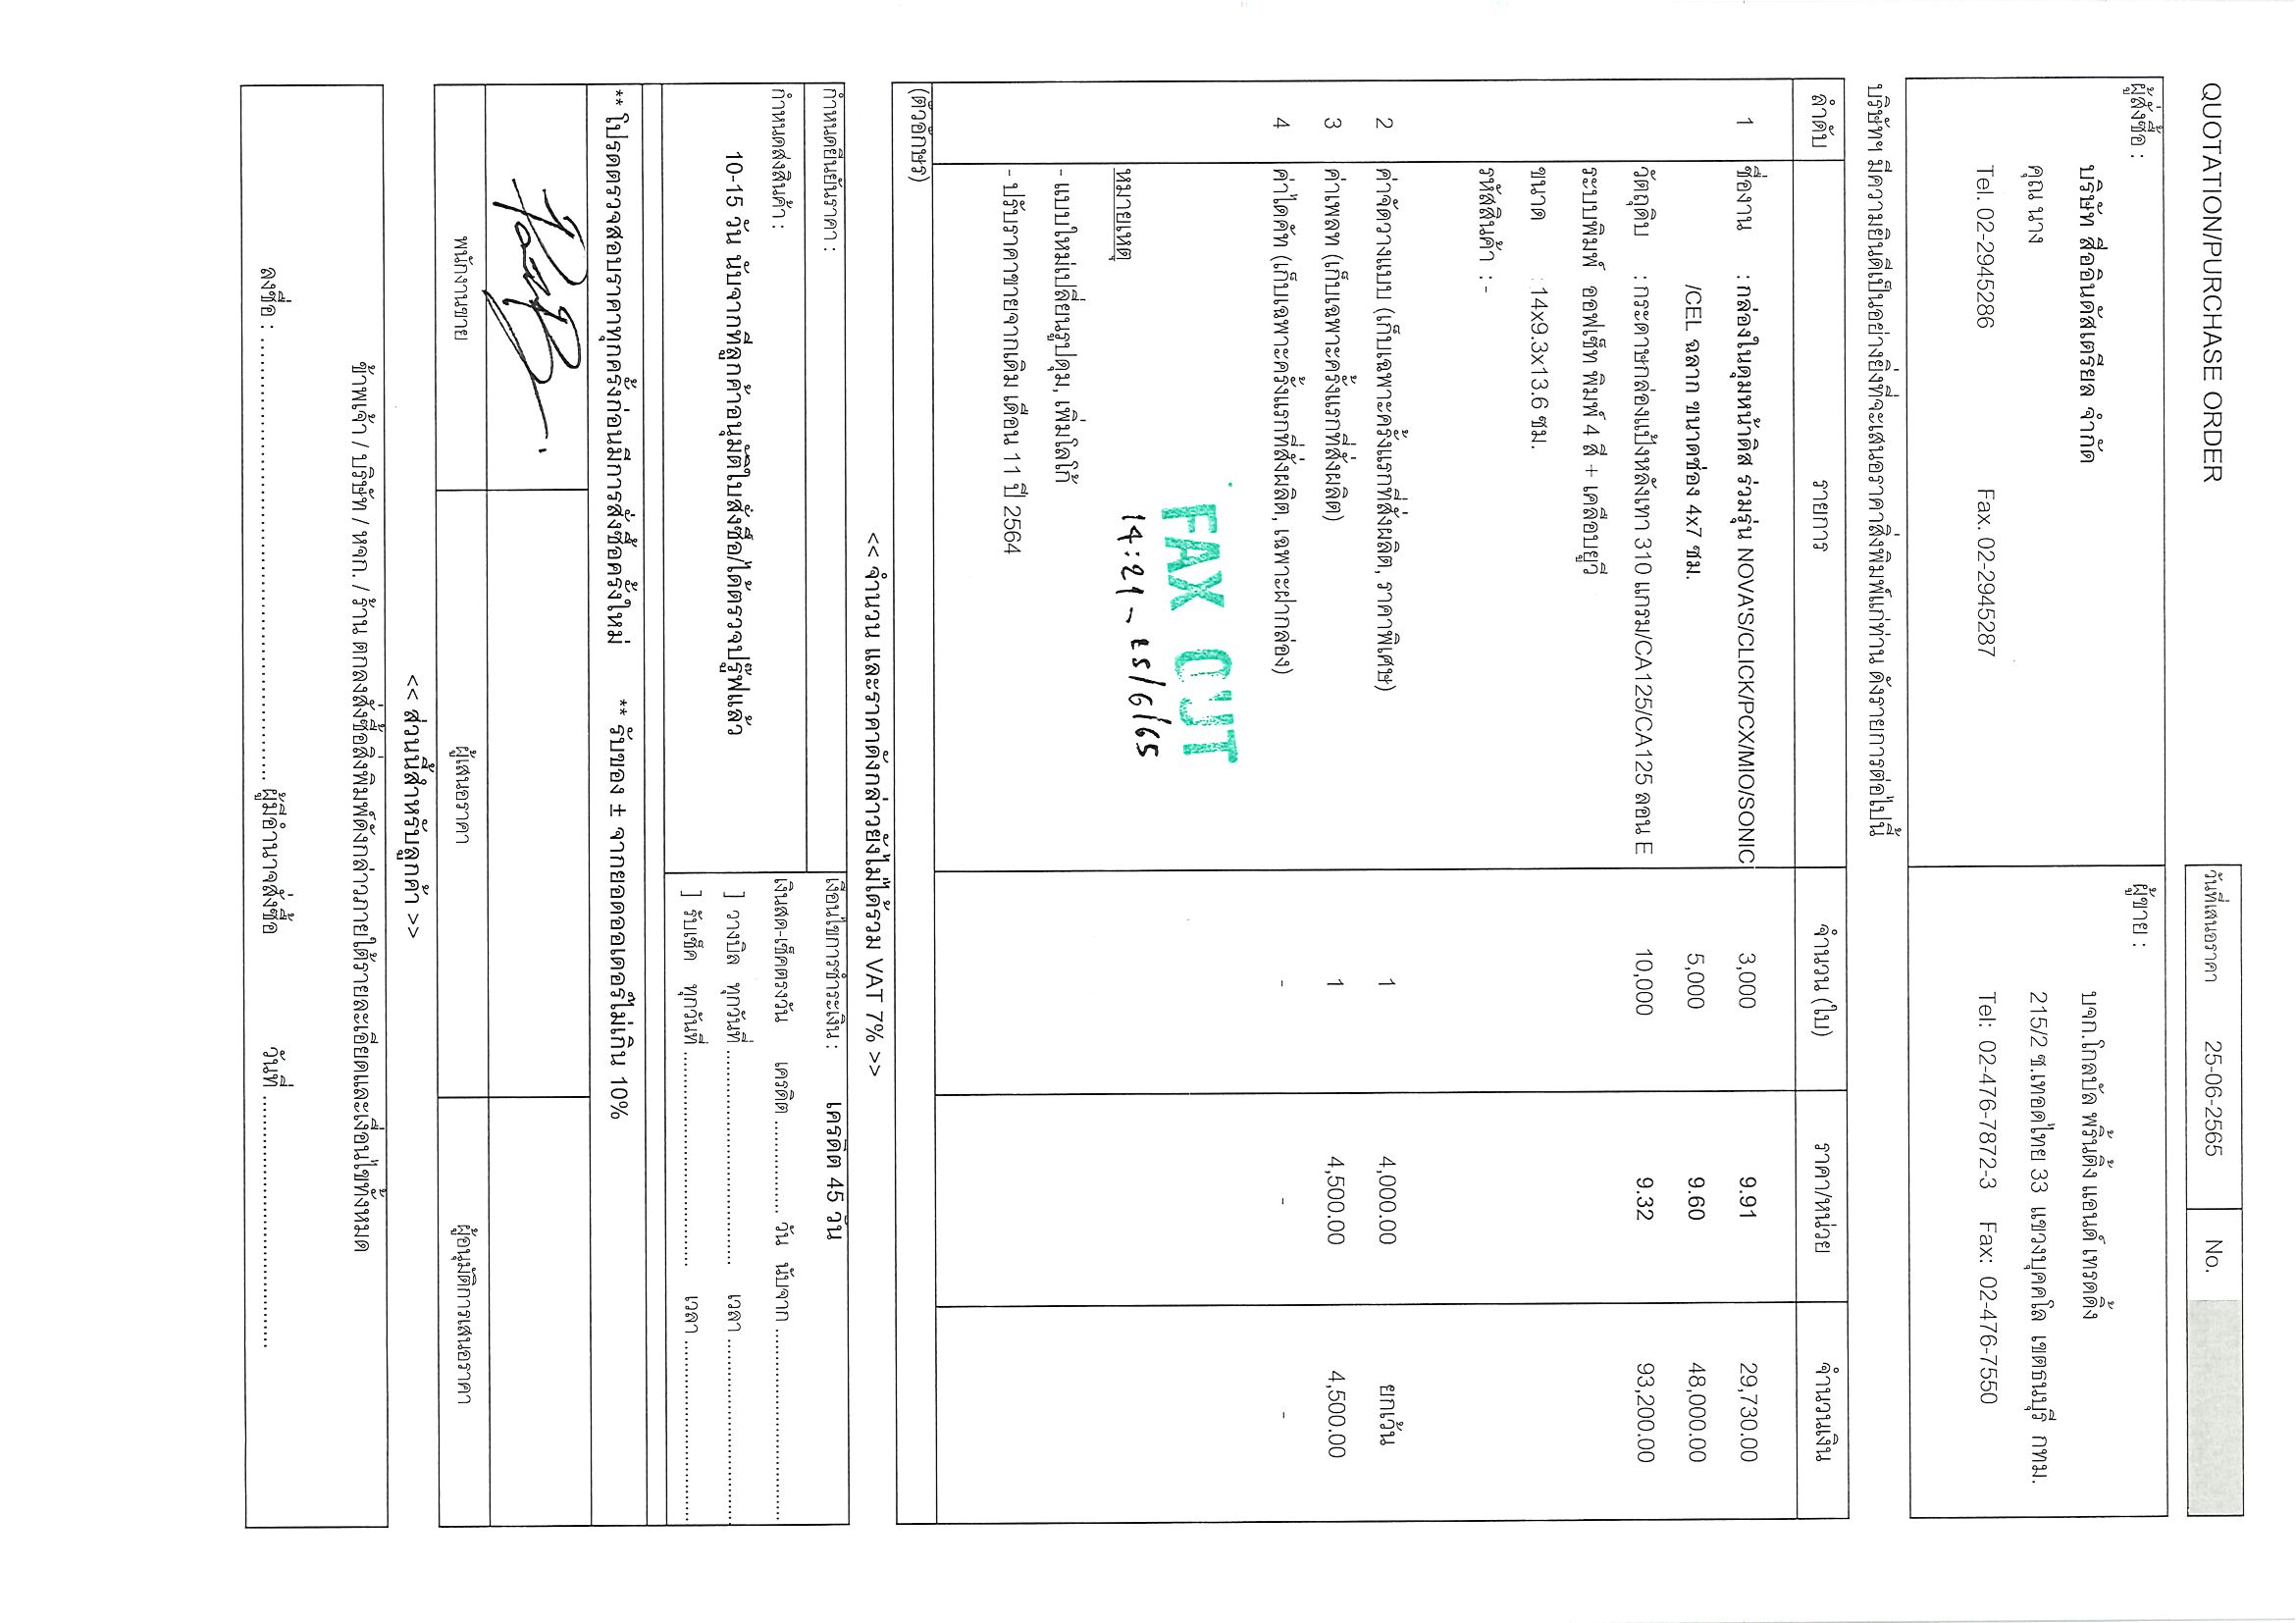 QUOTATION/PURCHASE ORDER
วันที่เสนอราคา 25-06-2565 No.
ผู้สั่งซื้อ : ผู้ขาย :
บริษัท สื่ออินดัสเตรียล จำกัด บจก.โกลบัล พริ้นติ้ง แอนด์ เทรดดิ้ง
คุณ นาง 215/2 ซ.เทอดไทย 33 แขวงบุคคโล เขตธนบุรี กทม.
Tel. 02-2945286 Fax. 02-2945287 Tel: 02-476-7872-3 Fax: 02-476-7550
บริษัทฯ มีความยินดีเป็นอย่างยิ่งที่จะเสนอราคาสิ่งพิมพ์แก่ท่าน ดังรายการต่อไปนี้
ลำดับ รายการ จำนวน (ใบ) ราคา/หน่วย จำนวนเงิน
1 ชื่องาน : กล่องในดุมหน้าดิส ร่วมรุ่น NOVA'S/CLICK/PCX/MIO/SONIC 3,000 9.91 29,730.00
/CEL ฉลาก ขนาดช่อง 4x7 ซม. 5,000 9.60 48,000.00
วัตถุดิบ : กระดาษกล่องแป้งหลังเทา 310 แกรม/CA125/CA125 ลอน E 10,000 9.32 93,200.00
ระบบพิมพ์ ออฟเซ็ท พิมพ์ 4 สี + เคลือบยูวี
ขนาด : 14x9.3x13.6 ซม.
รหัสสินค้า : -
2 ค่าจัดวางแบบ (เก็บเฉพาะครั้งแรกที่สั่งผลิต, ราคาพิเศษ) 1 4,000.00 ยกเว้น
3 ค่าเพลท (เก็บเฉพาะครั้งแรกที่สั่งผลิต) 1 4,500.00 4,500.00
4 ค่าไดคัท (เก็บเฉพาะครั้งแรกที่สั่งผลิต, เฉพาะฝากล่อง) - - -
FAX OUT
14:21 - 25/6/65
หมายเหตุ
- แบบใหม่เปลี่ยนรูปดุม, เพิ่มโลโก้
- ปรับราคาขายจากเดิม เดือน 11 ปี 2564
(ตัวอักษร)
<< จำนวน และราคาดังกล่าวยังไม่ได้รวม VAT 7% >>
กำหนดยืนยันราคา : เงื่อนไขการชำระเงิน : เครดิต 45 วัน
กำหนดส่งสินค้า : เงินสด-เช็คตรงวัน เครดิต ................. วัน นับจาก ...................................
10-15 วัน นับจากที่ลูกค้าอนุมัติใบสั่งซื้อ/ได้ตรวจปรู๊ฟแล้ว ] วางบิล ทุกวันที่ ....................................... เวลา ..................................
] รับเช็ค ทุกวันที่ ....................................... เวลา .................................
** โปรดตรวจสอบราคาทุกครั้งก่อนมีการสั่งซื้อครั้งใหม่ ** รับของ ± จากยอดออเดอร์ไม่เกิน 10%
พนักงานขาย ผู้เสนอราคา ผู้อนุมัติการเสนอราคา
<< ส่วนนี้สำหรับลูกค้า >>
ข้าพเจ้า / บริษัท / หจก. / ร้าน ตกลงสั่งซื้อสิ่งพิมพ์ดังกล่าวภายใต้รายละเอียดและเงื่อนไขทั้งหมด
ลงชื่อ : .......................................................... ผู้มีอำนาจสั่งซื้อ วันที่ .........................................